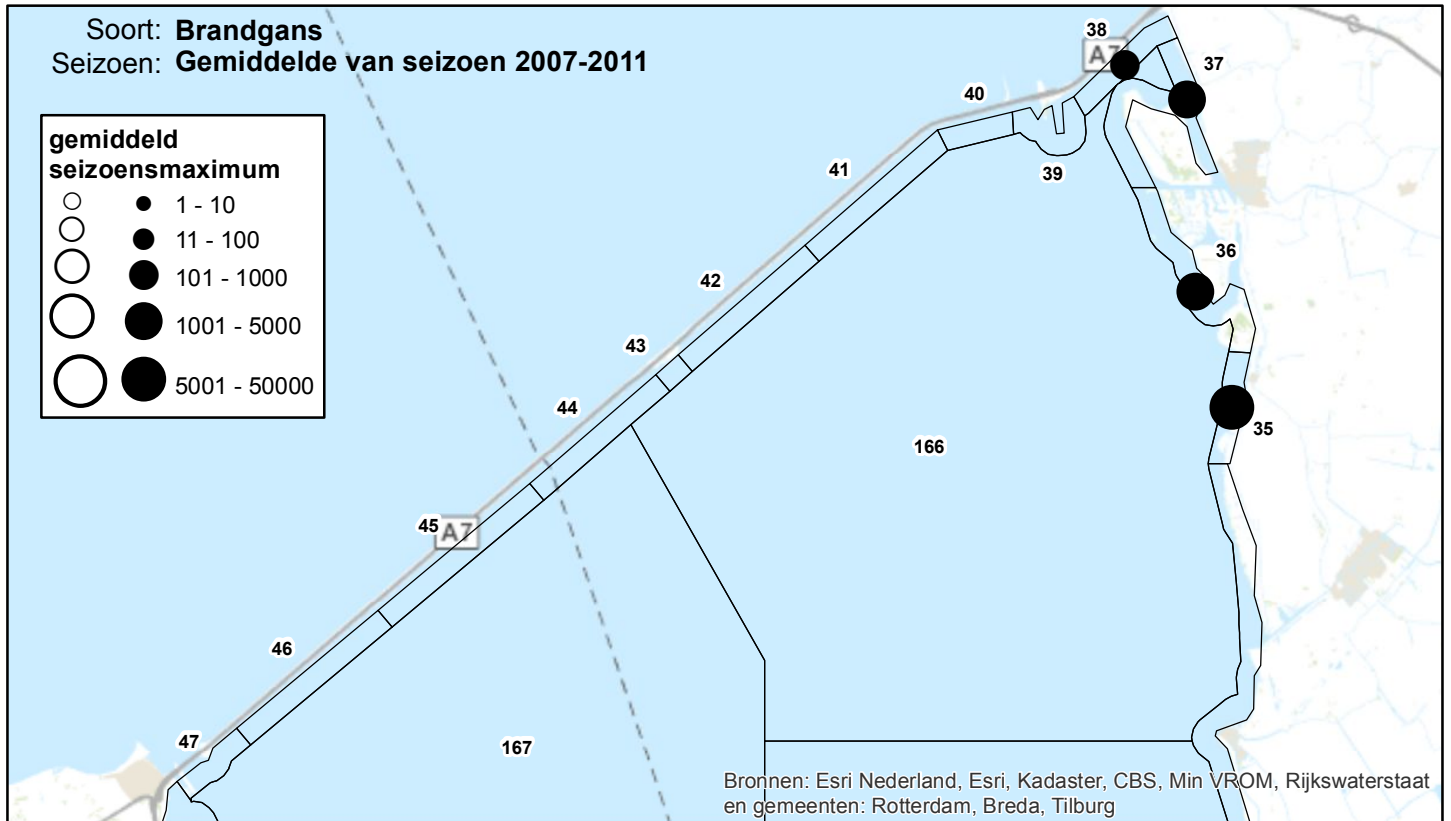 Soort: Brandgans
Seizoen: Gemiddelde van seizoen 2007-2011
gemiddeld
seizoensmaximum
1 - 10
11 - 100
101 - 1000
1001 - 5000
5001 - 50000
38
A7
37
40
41
39
36
42
43
44
35
166
45
A7
46
47
167
Bronnen: Esri Nederland, Esri, Kadaster, CBS, Min VROM, Rijkswaterstaat
en gemeenten: Rotterdam, Breda, Tilburg